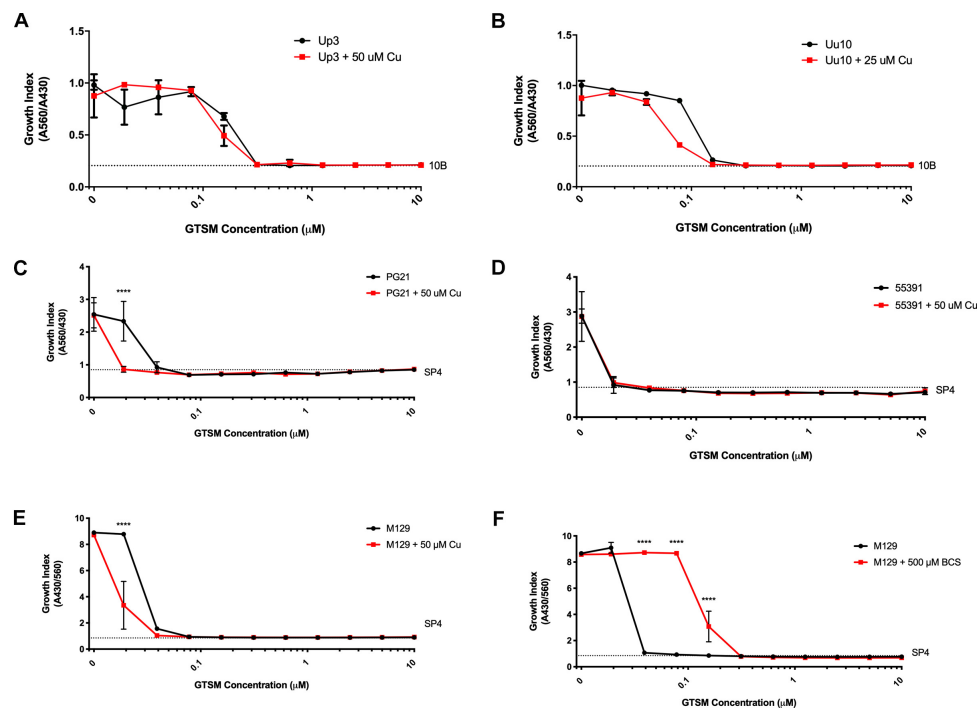 A
Up3
Up3 + 50 uM Cu
Growth Index
(A560/A430)
1.5
1.0
0.5
0.0
10B
0
0.1
1
10
GTSM Concentration (μM)
B
Uu10
Uu10 + 25 uM Cu
Growth Index
(A560/A430)
1.5
1.0
0.5
0.0
10B
0
0.1
1
10
GTSM Concentration (μM)
C
PG21
PG21 + 50 uM Cu
****
Growth Index
(A560/430)
4
3
2
1
0
SP4
0
0.1
1
10
GTSM Concentration (μM)
D
55391
55391 + 50 uM Cu
Growth Index
(A560/430)
4
3
2
1
0
SP4
0
0.1
1
10
GTSM Concentration (μM)
E
M129
M129 + 50 μM Cu
****
Growth Index
(A430/560)
10
8
6
4
2
0
SP4
0
0.1
1
10
GTSM Concentration (μM)
F
M129
M129 + 500 μM BCS
****
****
****
Growth Index
(A430/560)
10
8
6
4
2
0
SP4
0
0.1
1
10
GTSM Concentration (μM)